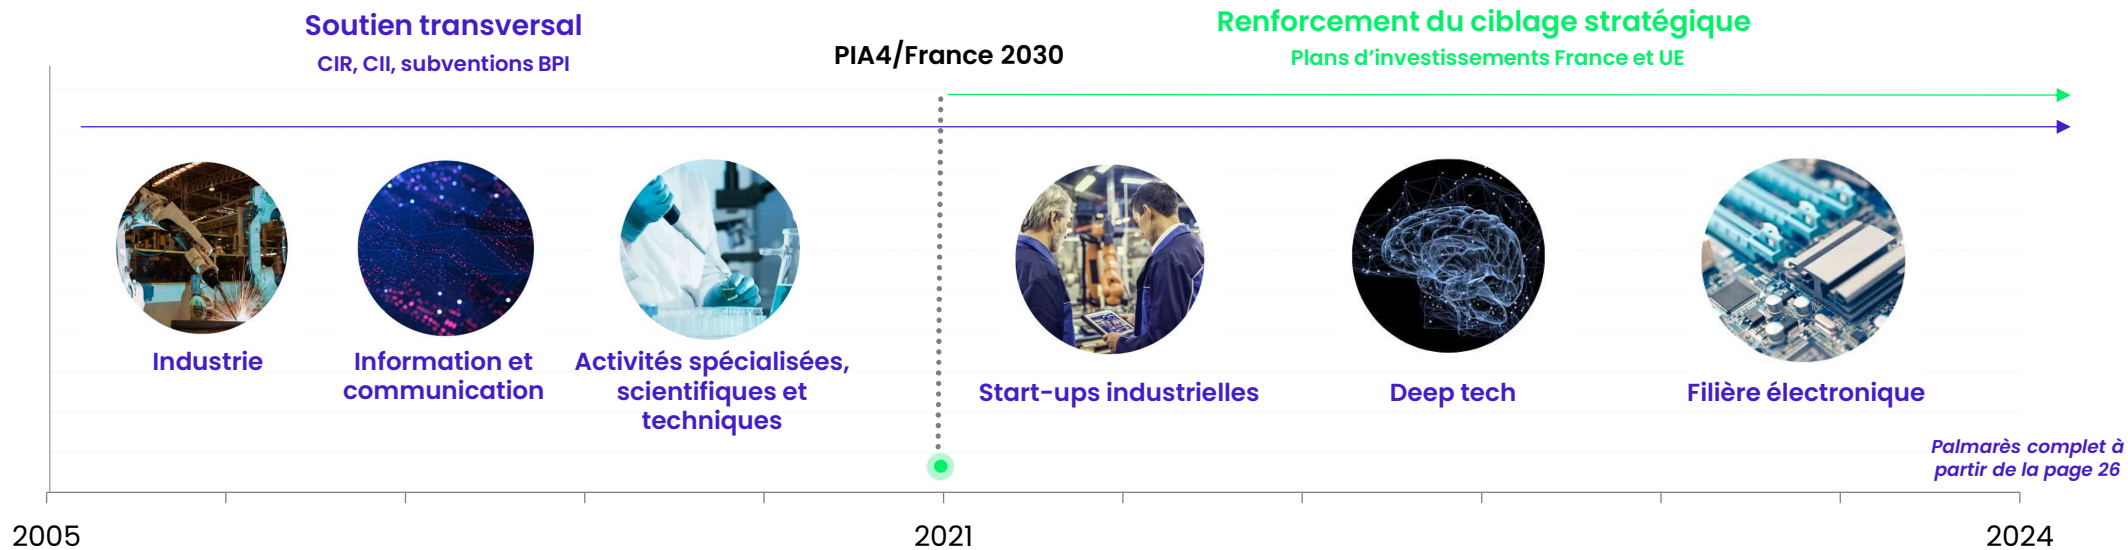 Soutien transversal
CIR, CII, subventions BPI
PIA4/France 2030
Renforcement du ciblage stratégique
Plans d’investissements France et UE
Industrie
Information et
communication
Activités spécialisées,
scientifiques et
techniques
Start-ups industrielles
Deep tech
Filière électronique
Palmarès complet à
partir de la page 26
2005
2021
2024